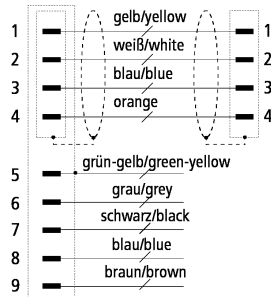 1 gelb/yellow 1
2 weiß/white 2
3 blau/blue 3
4 orange 4
5 grün-gelb/green-yellow
6 grau/grey
7 schwarz/black
8 blau/blue
9 braun/brown